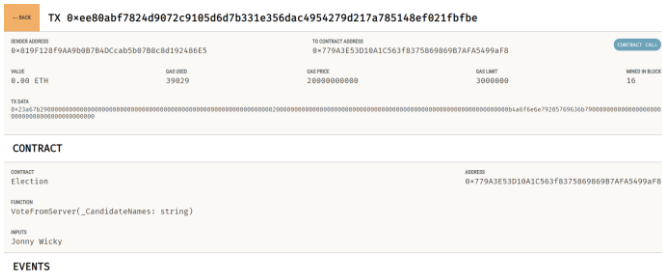 ← BACK TX 0×ee80abf7824d9072c9105d6d7b331e356dac4954279d217a785148ef021fbfbe
SENDER ADDRESS TO CONTRACT ADDRESS CONTRACT CALL
0×819F128f9AA9b0B7B4DCcab5b07B8c8d192486E5 0×779A3E53D10A1C563f8375869869B7AFA5499aF8
VALUE GAS USED GAS PRICE GAS LIMIT MINED IN BLOCK
0.00 ETH 39029 20000000000 3000000 16
TX DATA
CONTRACT
CONTRACT ADDRESS
Election 0×779A3E53D10A1C563f8375869869B7AFA5499aF8
FUNCTION
VoteFromServer(_CandidateNames: string)
INPUTS
Jonny Wicky
EVENTS